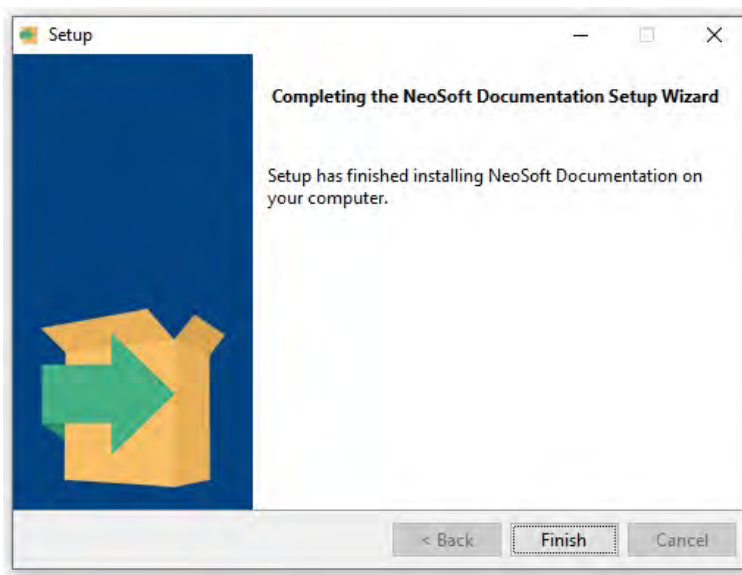 Setup
Completing the NeoSoft Documentation Setup Wizard
Setup has finished installing NeoSoft Documentation on
your computer.
< Back
Finish
Cancel